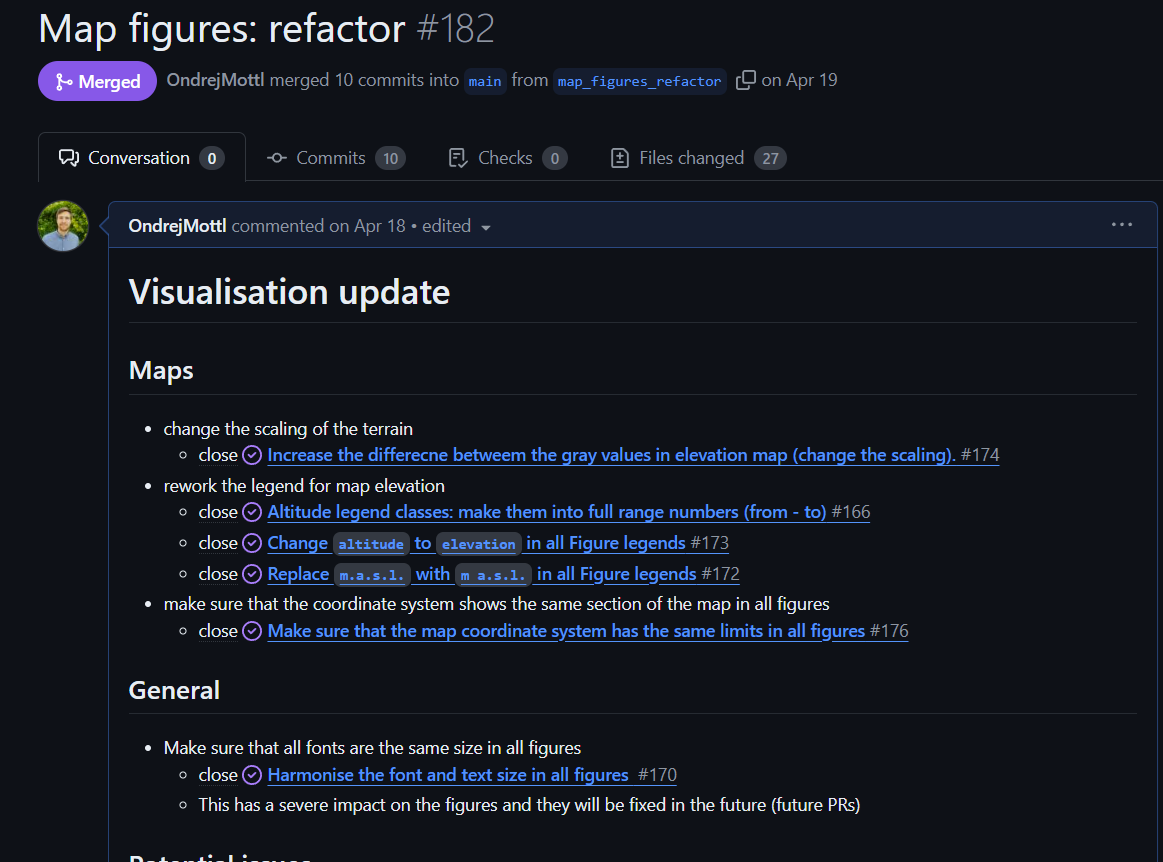 Map figures: refactor #182
Merged OndrejMottl merged 10 commits into main from map_figures_refactor on Apr 19
Conversation 0 Commits 10 Checks 0 Files changed 27
OndrejMottl commented on Apr 18 • edited
Visualisation update
Maps
• change the scaling of the terrain
close Increase the differecne betweem the gray values in elevation map (change the scaling). #174
• rework the legend for map elevation
close Altitude legend classes: make them into full range numbers (from - to) #166
close Change altitude to elevation in all Figure legends #173
close Replace m.a.s.l. with m a.s.l. in all Figure legends #172
• make sure that the coordinate system shows the same section of the map in all figures
close Make sure that the map coordinate system has the same limits in all figures #176
General
• Make sure that all fonts are the same size in all figures
close Harmonise the font and text size in all figures #170
This has a severe impact on the figures and they will be fixed in the future (future PRs)
Potential issues